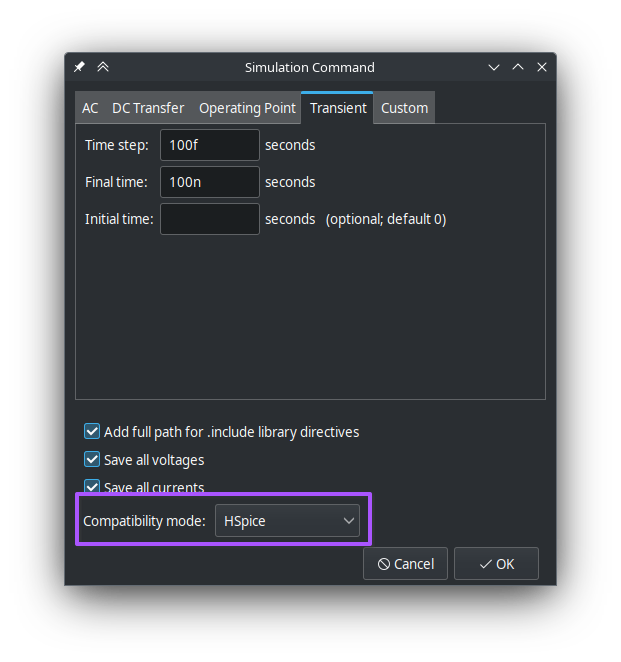 Simulation Command
AC DC Transfer Operating Point Transient Custom
Time step: 100f seconds
Final time: 100n seconds
Initial time: seconds (optional; default 0)
Add full path for .include library directives
Save all voltages
Save all currents
Compatibility mode: HSpice
Cancel OK